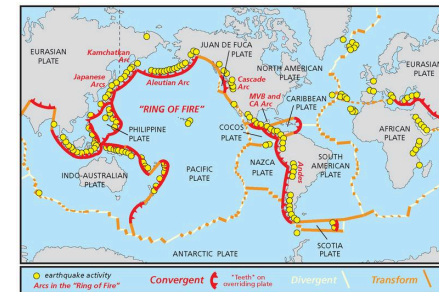 EURASIAN
PLATE
Kamchatkan
Arc
JUAN DE FUCA
PLATE
NORTH AMERICAN
PLATE
EURASIAN
PLATE
Japanese
Arcs
Aleutian Arc
Cascade
Arc
MVB and
CA Arc
"RING OF FIRE"
CARIBBEAN
PLATE
PHILIPPINE
PLATE
COCOS
PLATE
AFRICAN
PLATE
INDO-AUSTRALIAN
PLATE
PACIFIC
PLATE
NAZCA
PLATE
Andes
SOUTH
AMERICAN
PLATE
ANTARCTIC PLATE
SCOTIA
PLATE
earthquake activity
Arcs in the "Ring of Fire"
Convergent
"Teeth" on
overriding plate
Divergent
Transform